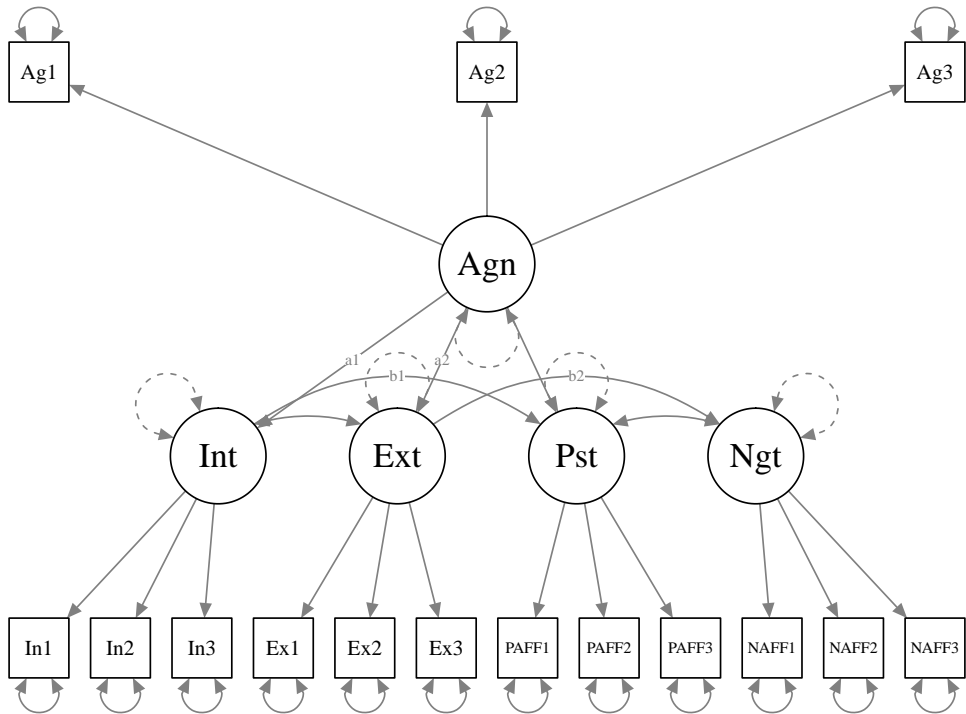 Ag1 Ag2 Ag3
Agn
a1 a2
b1 b2
Int Ext Pst Ngt
In1 In2 In3 Ex1 Ex2 Ex3 PAFF1 PAFF2 PAFF3 NAFF1 NAFF2 NAFF3